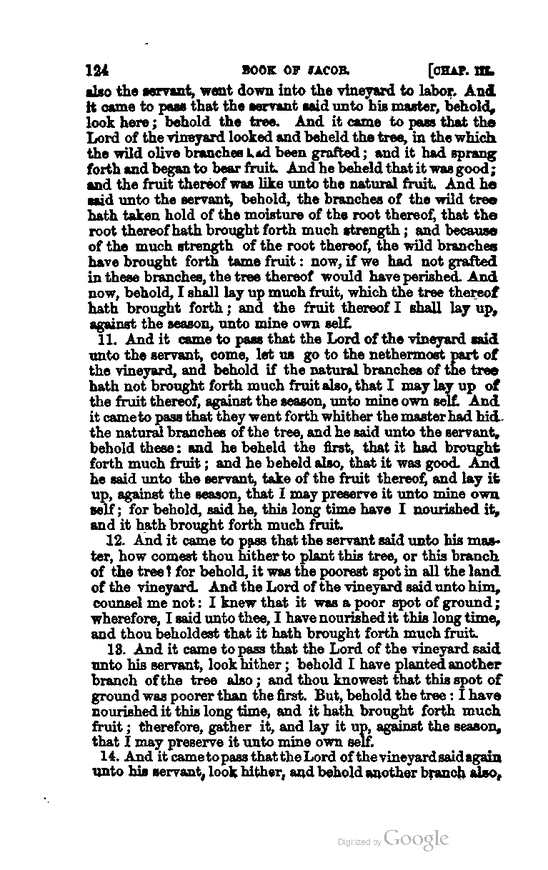 124 BOOK OF JACOB. [CHAP. III.
also the servant, went down into the vineyard to labor. And
it came to pass that the servant said unto his master, behold,
look here; behold the tree. And it came to pass that the
Lord of the vineyard looked and beheld the tree, in the which
the wild olive branches had been grafted; and it had sprang
forth and began to bear fruit. And he beheld that it was good;
and the fruit thereof was like unto the natural fruit. And he
said unto the servant, behold, the branches of the wild tree
hath taken hold of the moisture of the root thereof, that the
root thereof hath brought forth much strength; and because
of the much strength of the root thereof, the wild branches
have brought forth tame fruit: now, if we had not grafted
in these branches, the tree thereof would have perished. And
now, behold, I shall lay up much fruit, which the tree thereof
hath brought forth; and the fruit thereof I shall lay up,
against the season, unto mine own self.
11. And it came to pass that the Lord of the vineyard said
unto the servant, come, let us go to the nethermost part of
the vineyard, and behold if the natural branches of the tree
hath not brought forth much fruit also, that I may lay up of
the fruit thereof, against the season, unto mine own self. And
it came to pass that they went forth whither the master had hid
the natural branches of the tree, and he said unto the servant,
behold these: and he beheld the first, that it had brought
forth much fruit; and he beheld also, that it was good. And
he said unto the servant, take of the fruit thereof, and lay it
up, against the season, that I may preserve it unto mine own
self; for behold, said he, this long time have I nourished it,
and it hath brought forth much fruit.
12. And it came to pass that the servant said unto his mas-
ter, how comest thou hither to plant this tree, or this branch
of the tree? for behold, it was the poorest spot in all the land
of the vineyard. And the Lord of the vineyard said unto him,
counsel me not: I knew that it was a poor spot of ground;
wherefore, I said unto thee, I have nourished it this long time,
and thou beholdest that it hath brought forth much fruit.
13. And it came to pass that the Lord of the vineyard said
unto his servant, look hither; behold I have planted another
branch of the tree also; and thou knowest that this spot of
ground was poorer than the first. But, behold the tree: I have
nourished it this long time, and it hath brought forth much
fruit; therefore, gather it, and lay it up, against the season,
that I may preserve it unto mine own self.
14. And it came to pass that the Lord of the vineyard said again
unto his servant, look hither, and behold another branch also,
Digitized by Google